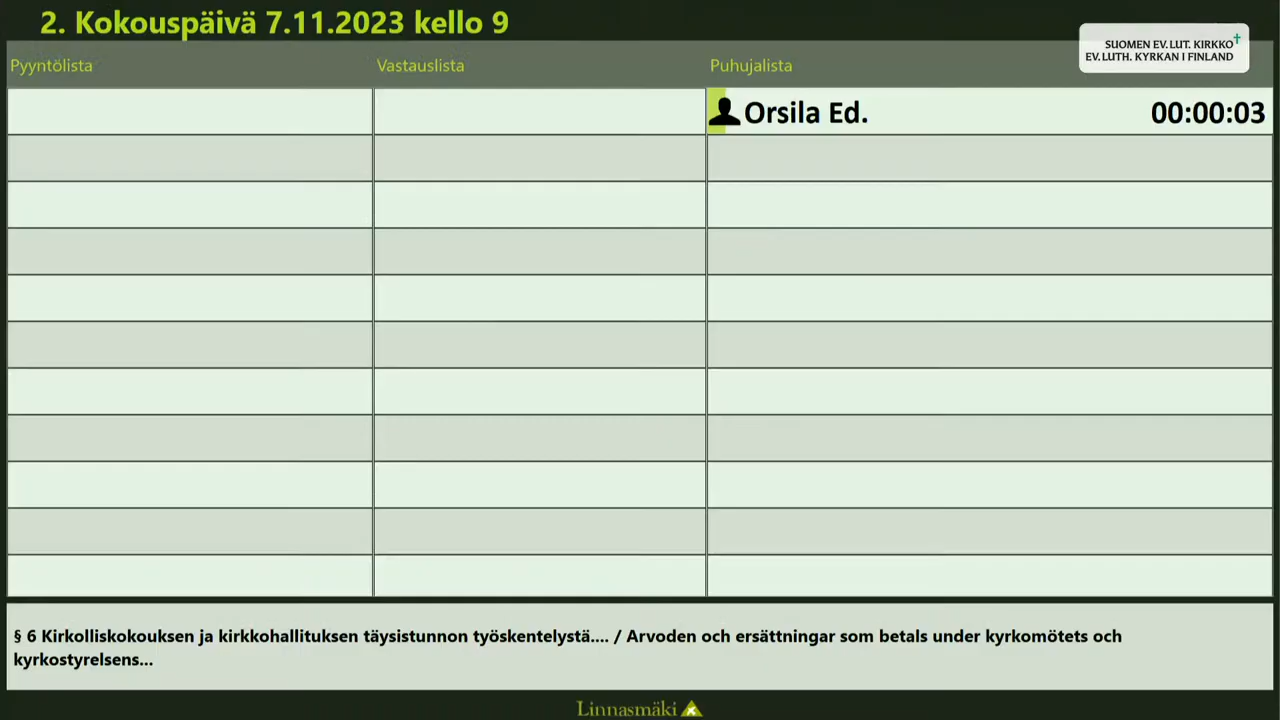 2. Kokouspäivä 7.11.2023 kello 9
SUOMEN EV. LUT. KIRKKO
EV. LUTH. KYRKAN I FINLAND
Pyyntölista
Vastauslista
Puhujalista
Orsila Ed. 00:00:03
§ 6 Kirkolliskokouksen ja kirkkohallituksen täysistunnon työskentelystä.... / Arvoden och ersättningar som betals under kyrkomötets och
kyrkostyrelsens...
Linnasmäki